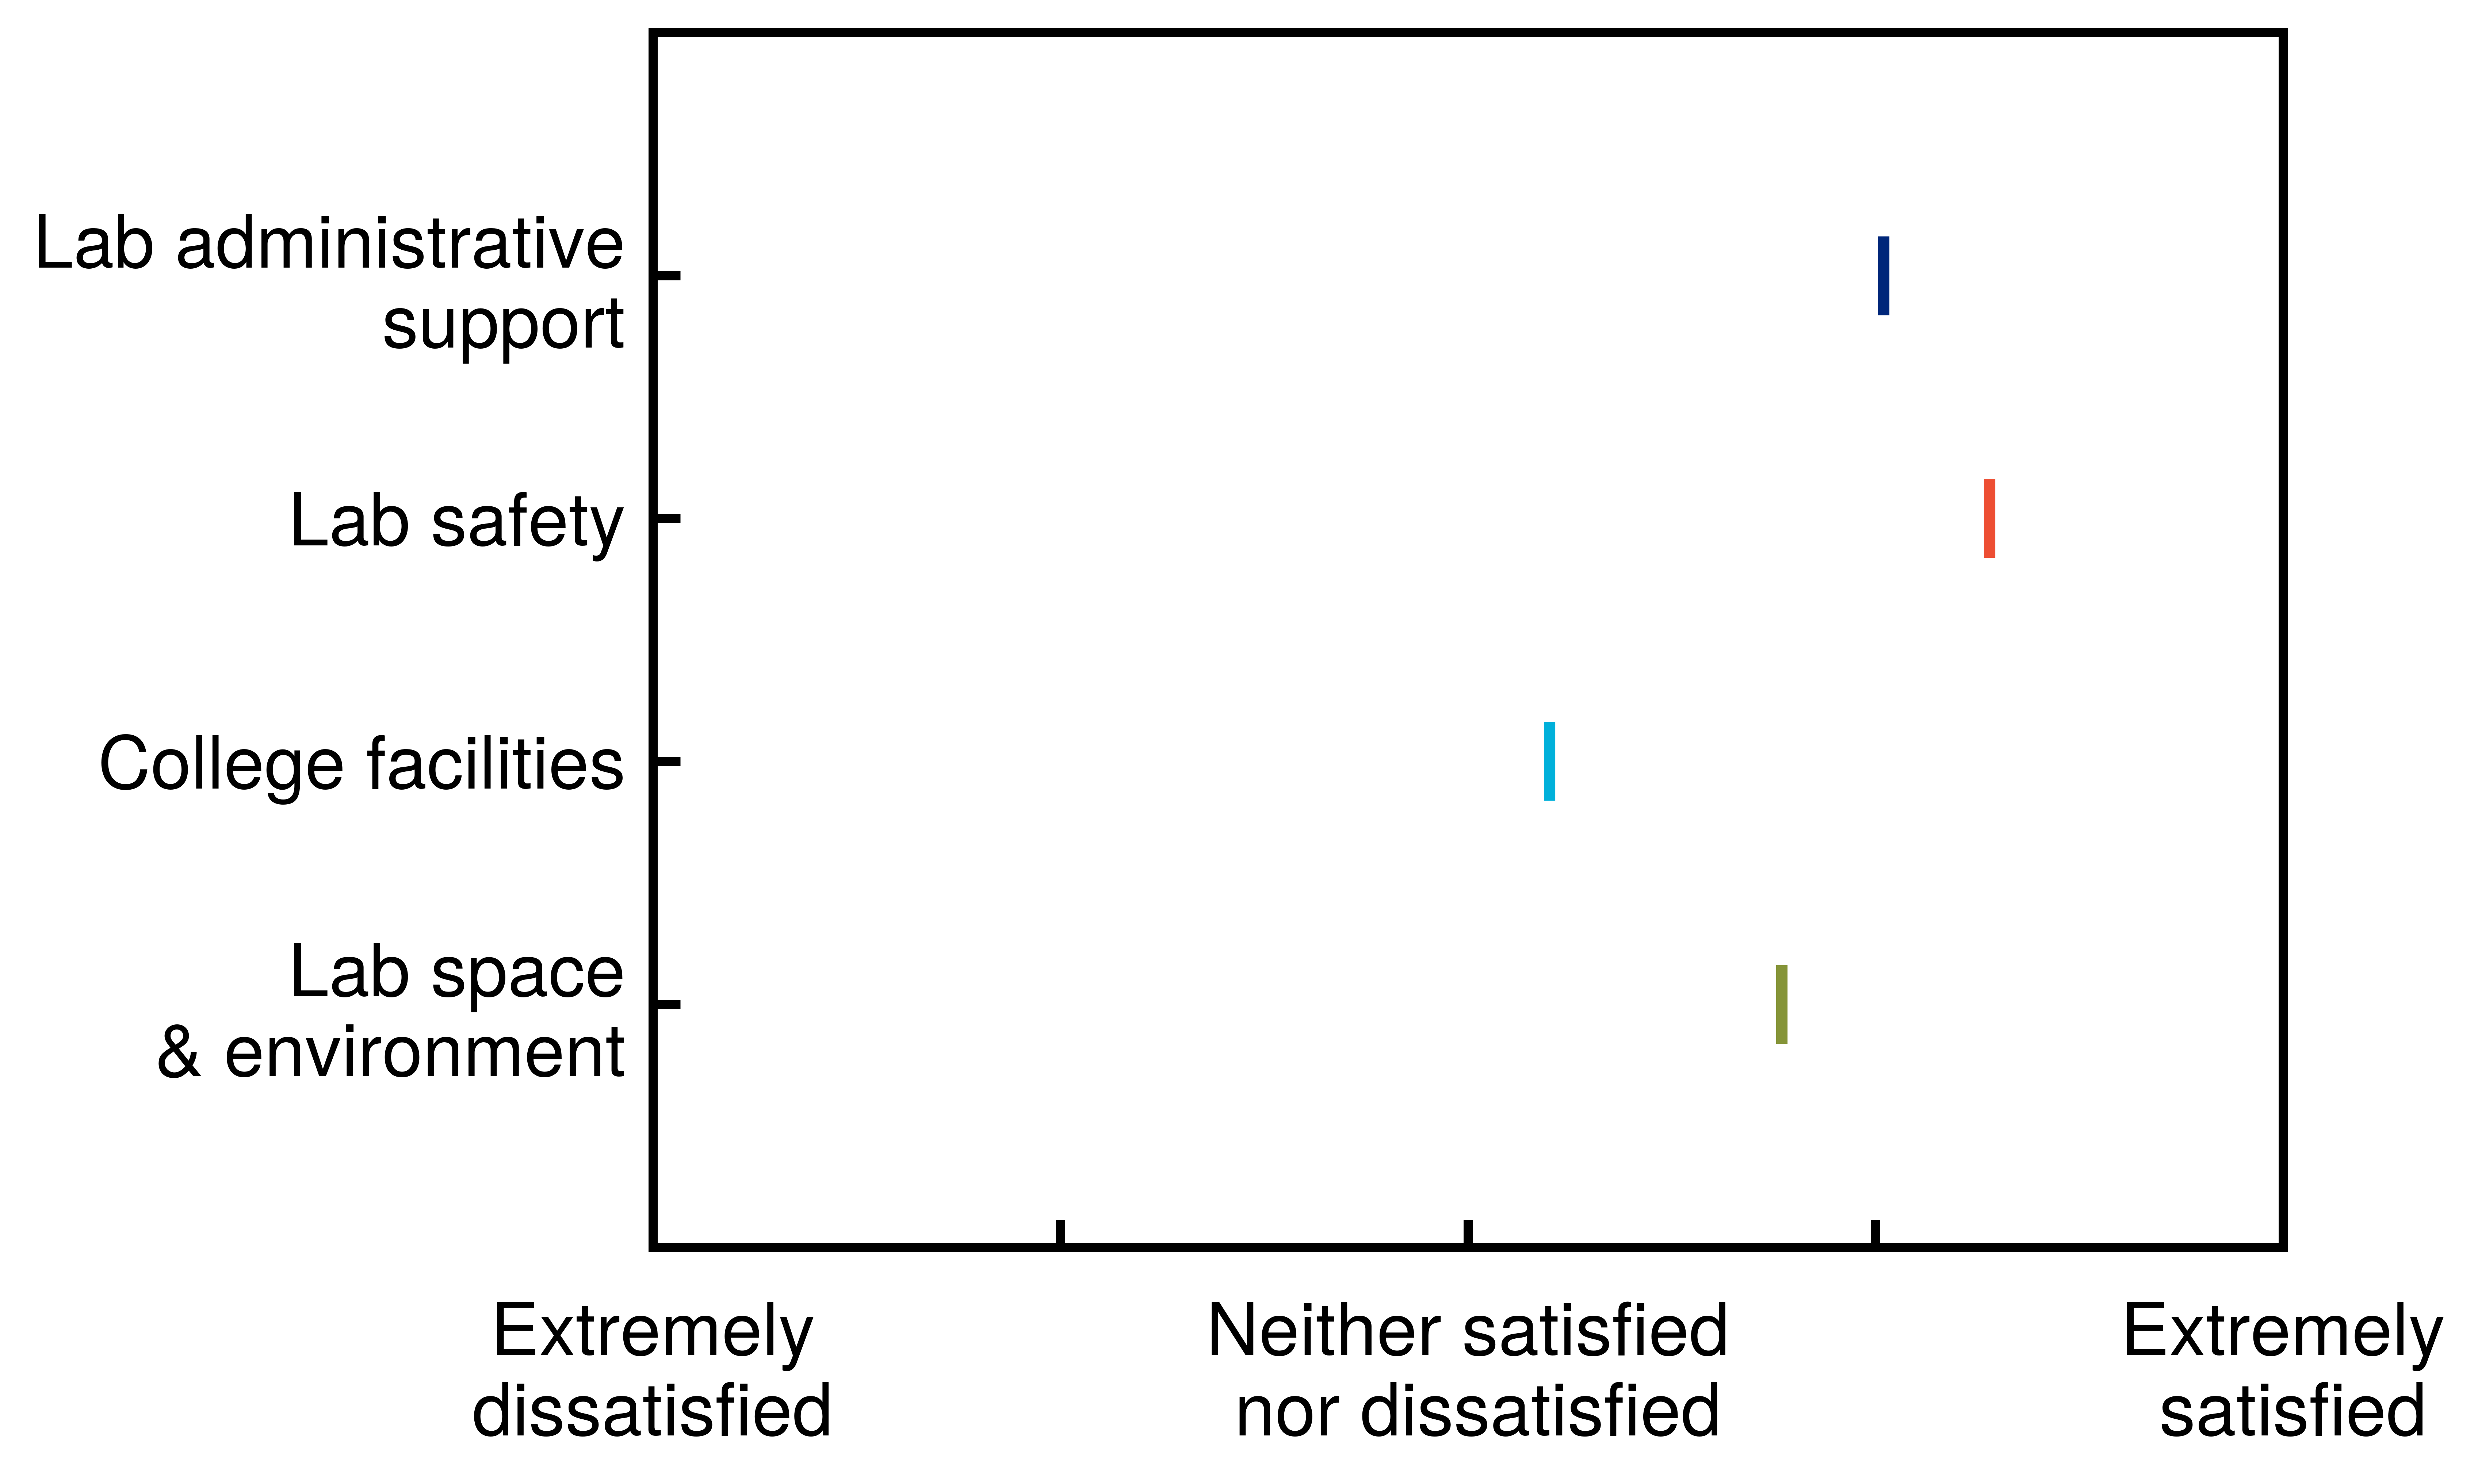 Lab administrative
support
Lab safety
College facilities
Lab space
& environment
Extremely
dissatisfied
Neither satisfied
nor dissatisfied
Extremely
satisfied